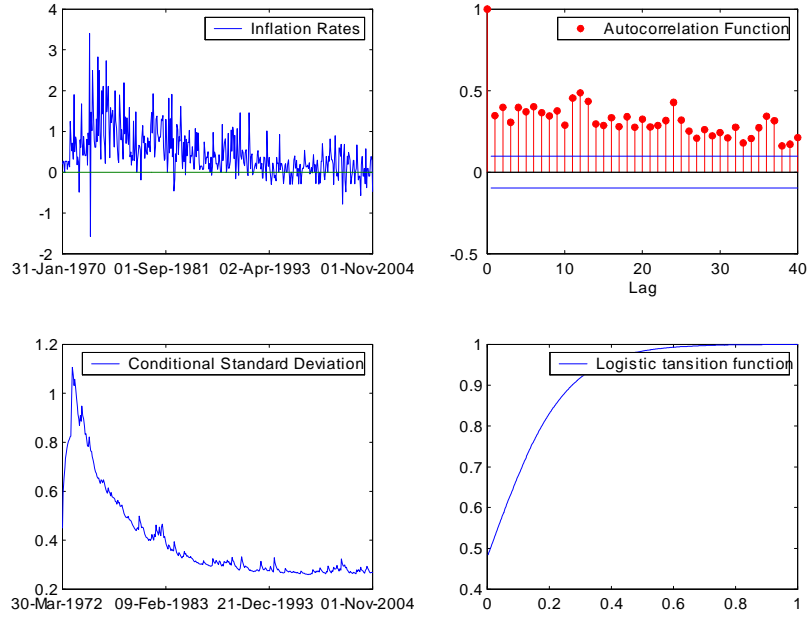 Inflation Rates
4
3
2
1
0
-1
-2
31-Jan-1970 01-Sep-1981 02-Apr-1993 01-Nov-2004
Autocorrelation Function
1
0.5
0
-0.5
0 10 20 30 40
Lag
Conditional Standard Deviation
1.2
1
0.8
0.6
0.4
0.2
30-Mar-1972 09-Feb-1983 21-Dec-1993 01-Nov-2004
Logistic tansition function
1
0.9
0.8
0.7
0.6
0.5
0.4
0 0.2 0.4 0.6 0.8 1